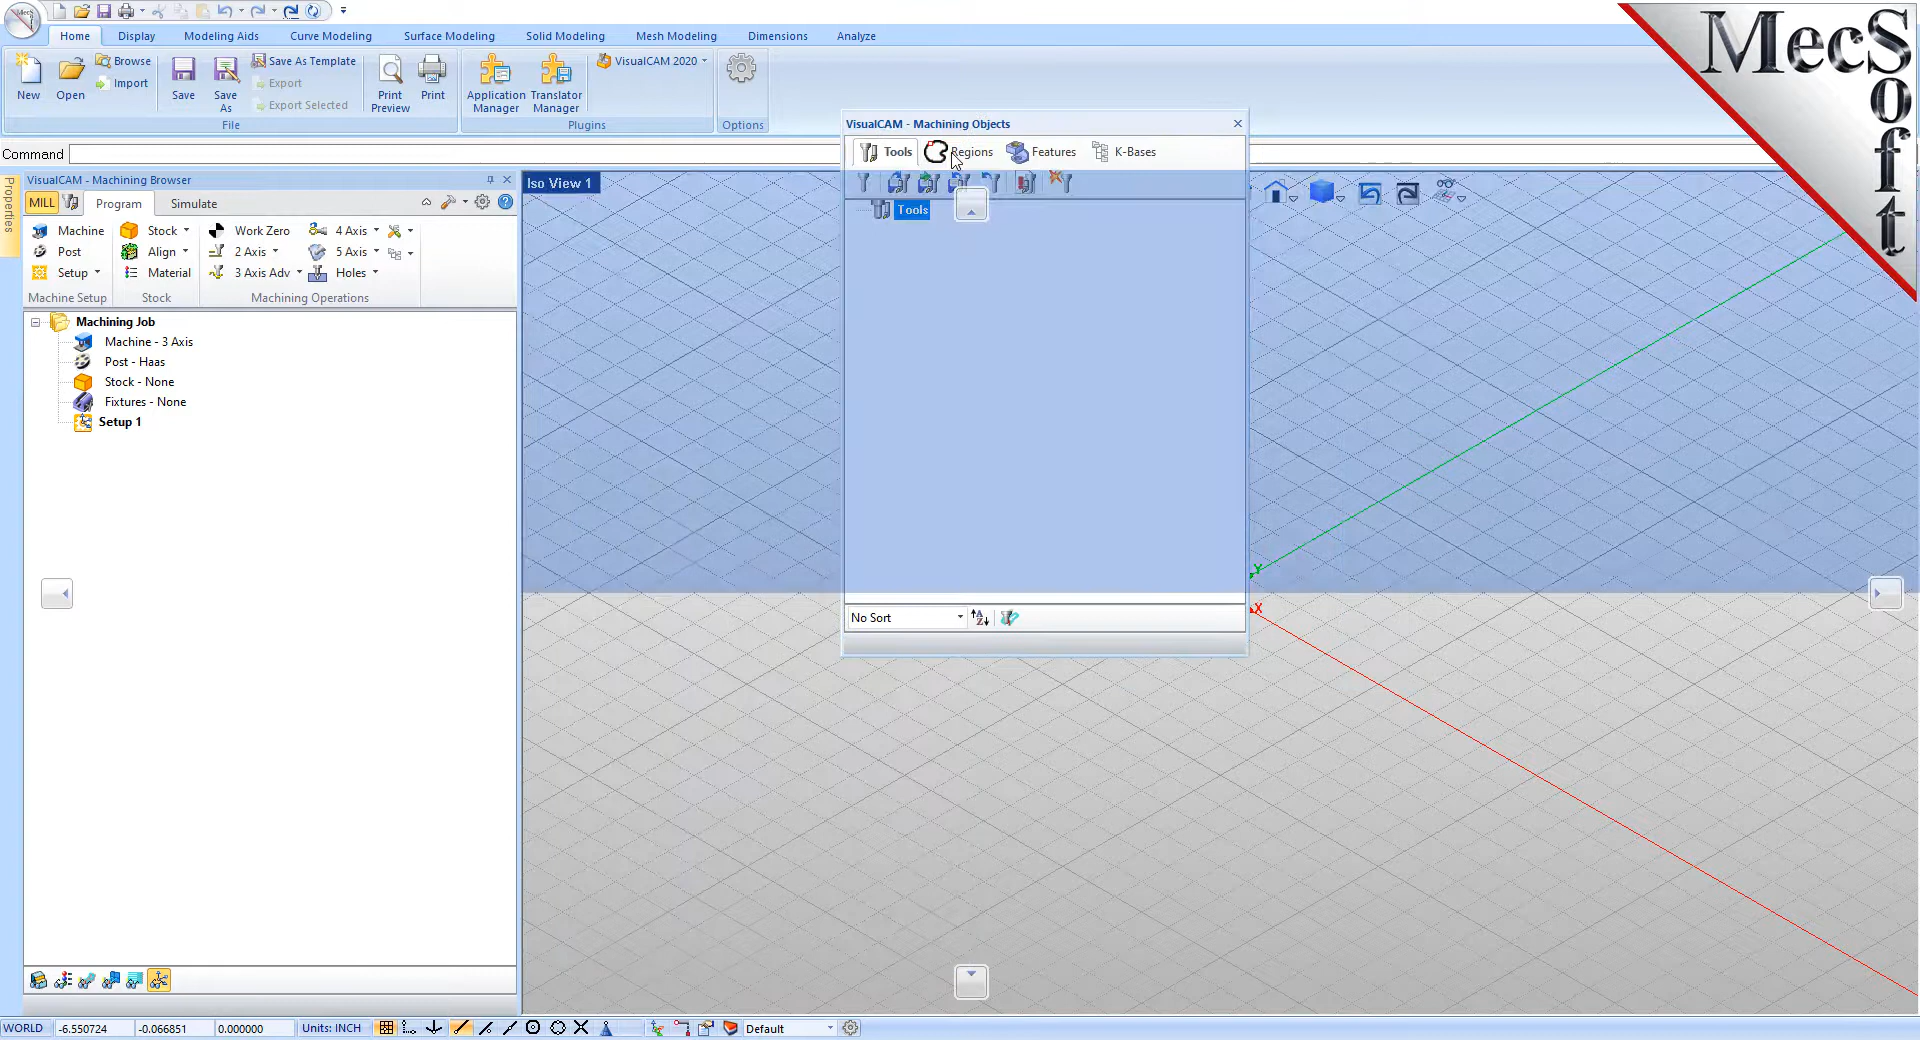 MecSoft
Home Display Modeling Aids Curve Modeling Surface Modeling Solid Modeling Mesh Modeling Dimensions Analyze
New Open Browse Import Save Save As Save As Template Export Export Selected Print Preview Print Application Manager Translator Manager VisualCAM 2020
File Plugins Options
Command
Properties
VisualCAM - Machining Browser
MILL Program Simulate
Machine Stock Work Zero 4 Axis
Post Align 2 Axis 5 Axis
Setup Material 3 Axis Adv Holes
Machine Setup Stock Machining Operations
Machining Job
Machine - 3 Axis
Post - Haas
Stock - None
Fixtures - None
Setup 1
Iso View 1
VisualCAM - Machining Objects
Tools Regions Features K-Bases
Tools
No Sort
Y
X
WORLD -6.550724 -0.066851 0.000000 Units: INCH Default